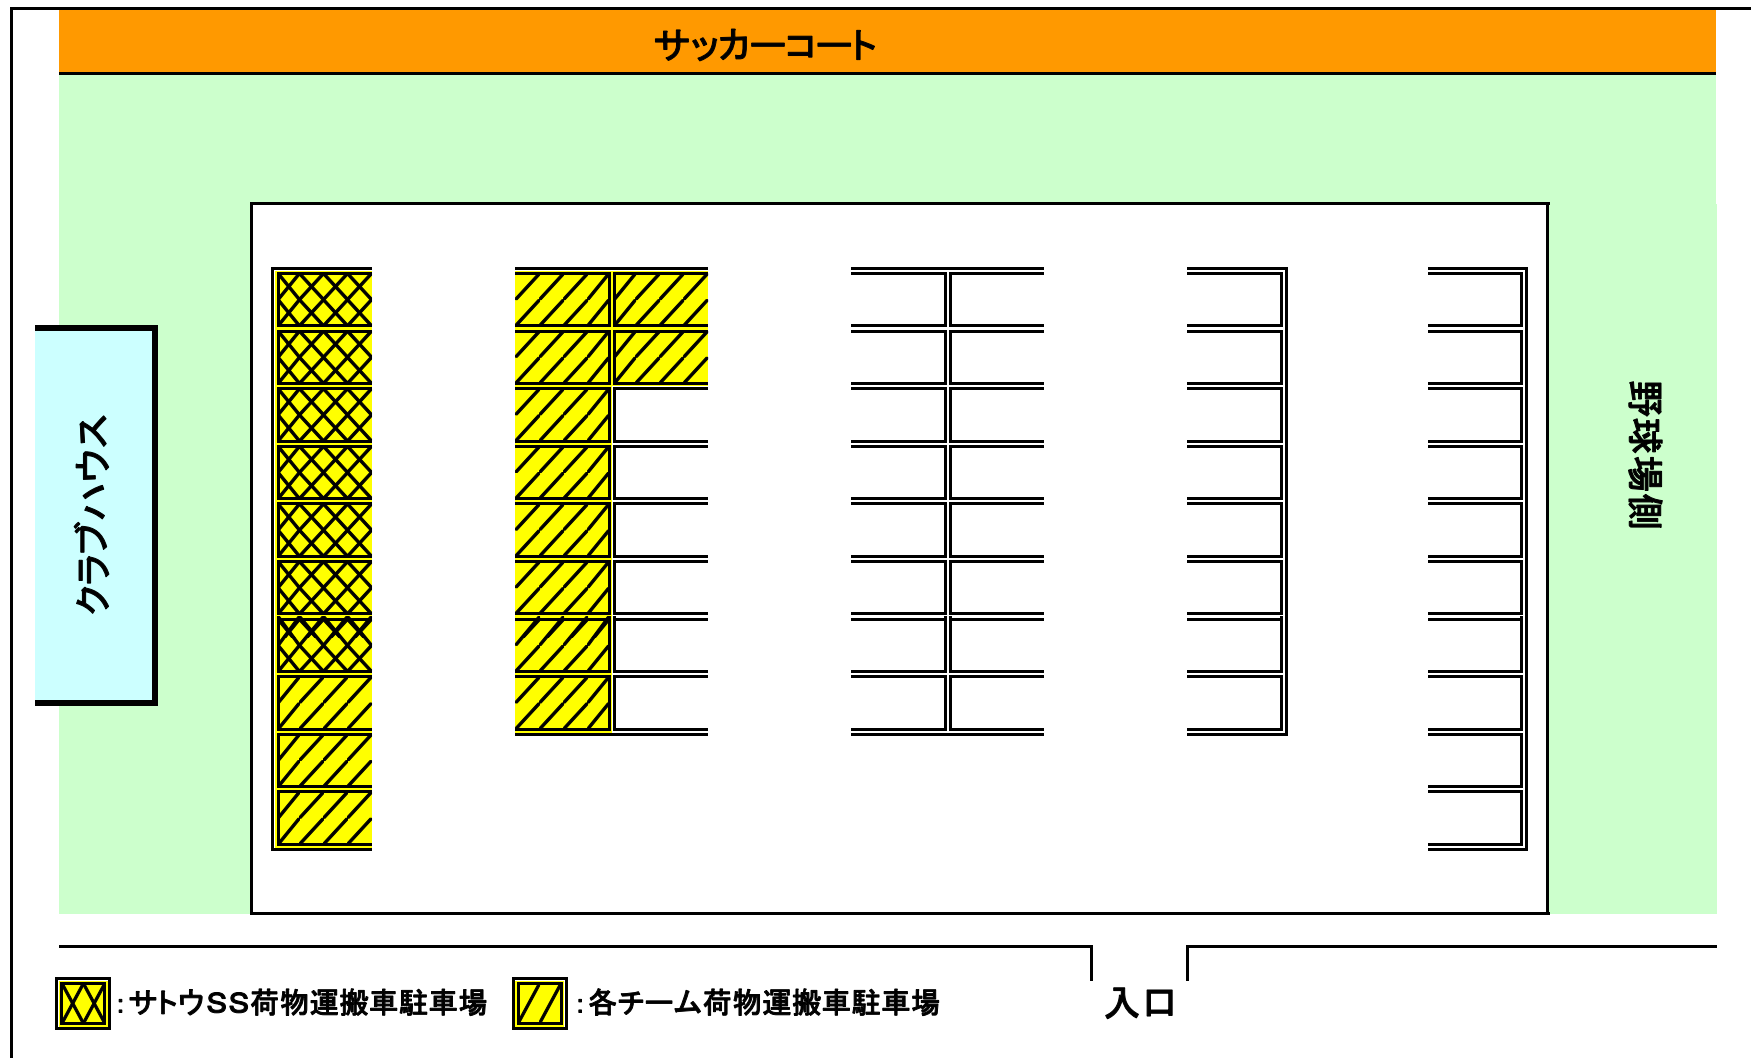 サッカーコート
クラブハウス
野球場側
：サトウSS荷物運搬車駐車場
：各チーム荷物運搬車駐車場
入口